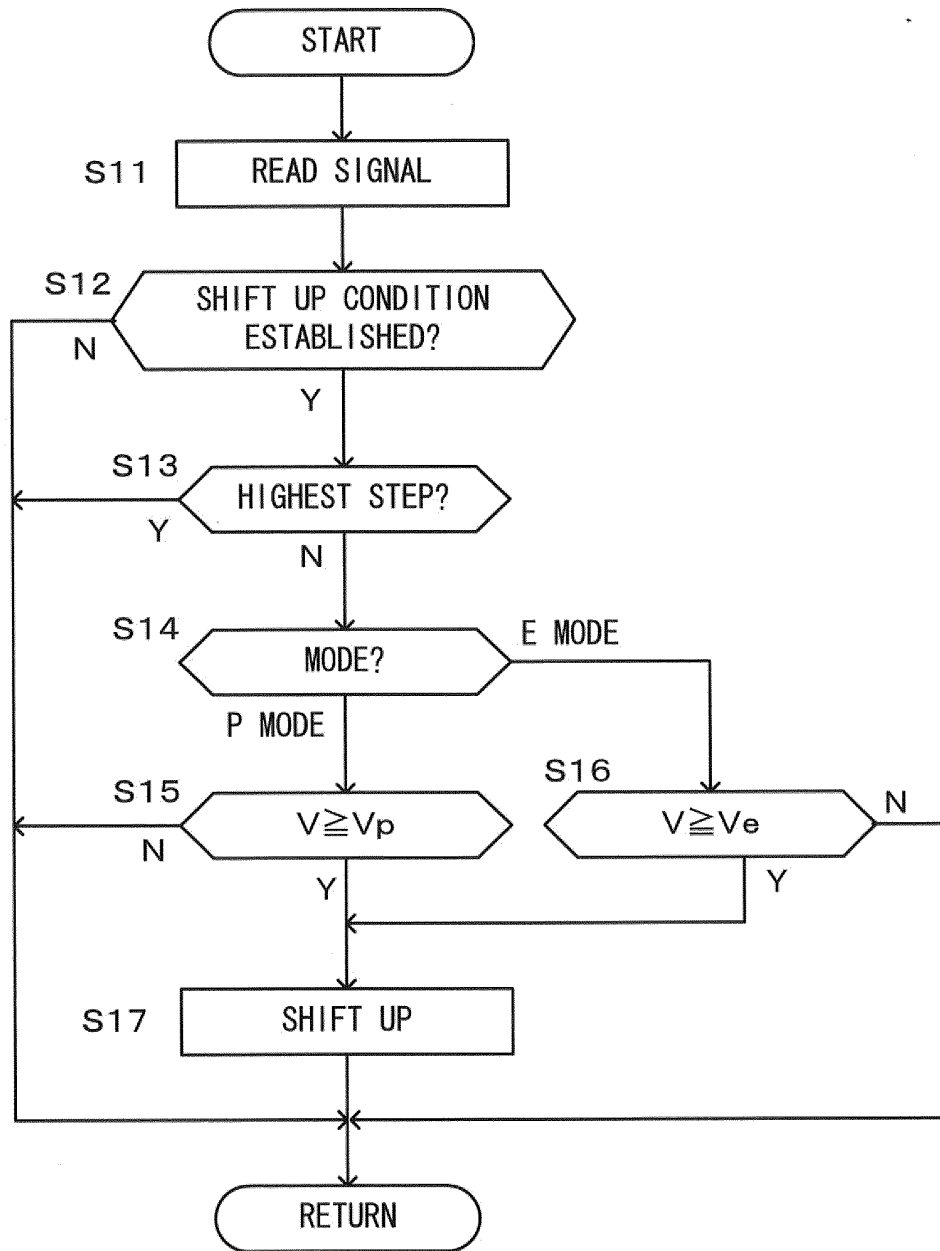 START
S11
READ SIGNAL
S12
SHIFT UP CONDITION
ESTABLISHED?
N
Y
S13
HIGHEST STEP?
Y
N
S14
MODE?
E MODE
P MODE
S15
V≧Vp
N
Y
S16
V≧Ve
N
Y
S17
SHIFT UP
RETURN